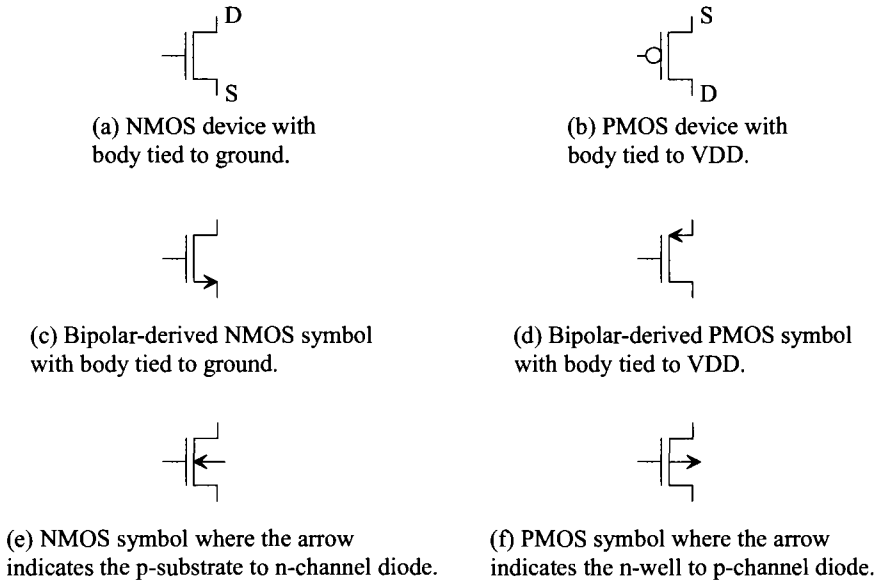 D
S
S
D
(a) NMOS device with
body tied to ground.
(b) PMOS device with
body tied to VDD.
(c) Bipolar-derived NMOS symbol
with body tied to ground.
(d) Bipolar-derived PMOS symbol
with body tied to VDD.
(e) NMOS symbol where the arrow
indicates the p-substrate to n-channel diode.
(f) PMOS symbol where the arrow
indicates the n-well to p-channel diode.